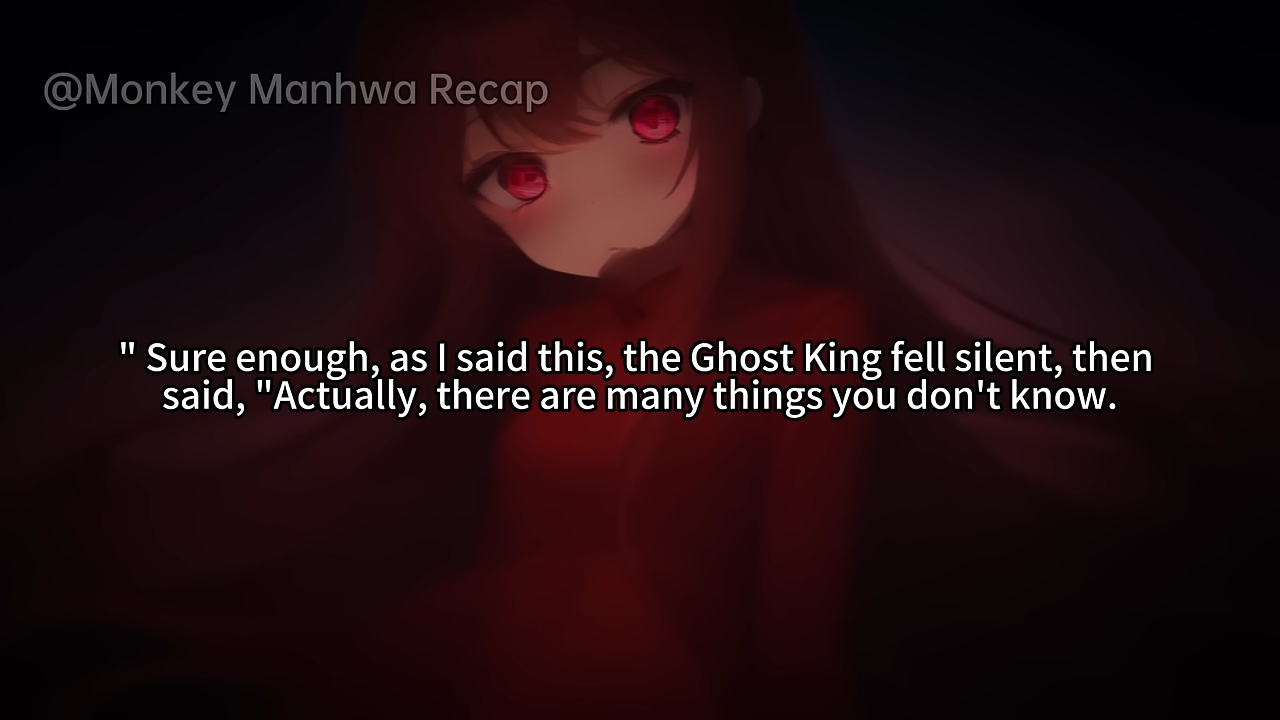 @Monkey Manhwa Recap
" Sure enough, as I said this, the Ghost King fell silent, then
said, "Actually, there are many things you don't know.